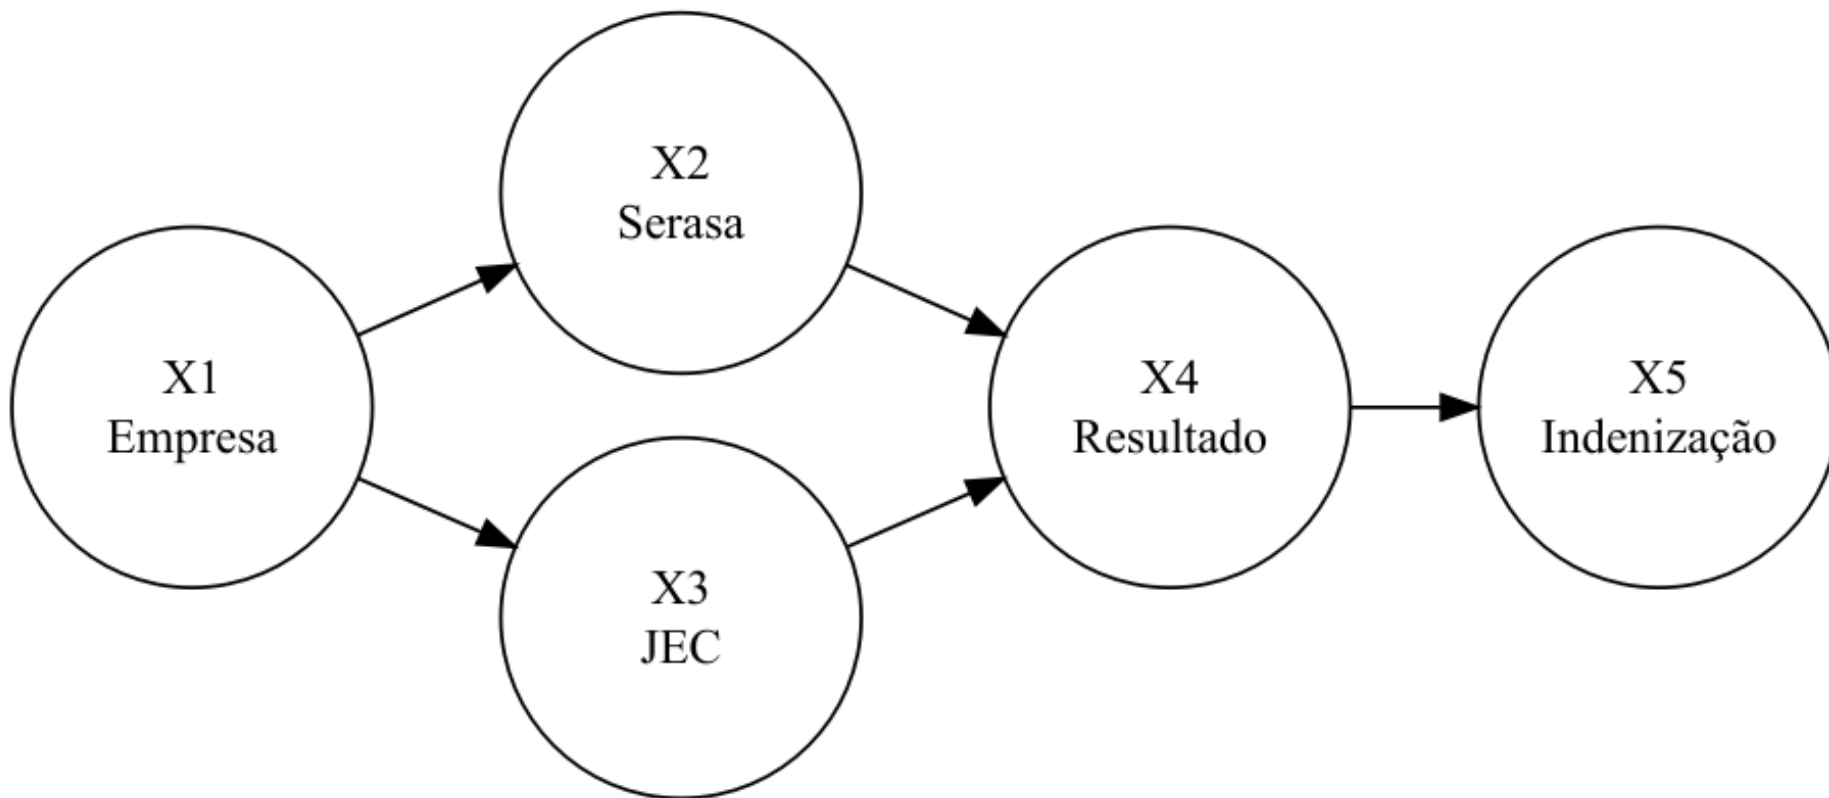 X1
Empresa
X2
Serasa
X3
JEC
X4
Resultado
X5
Indenização